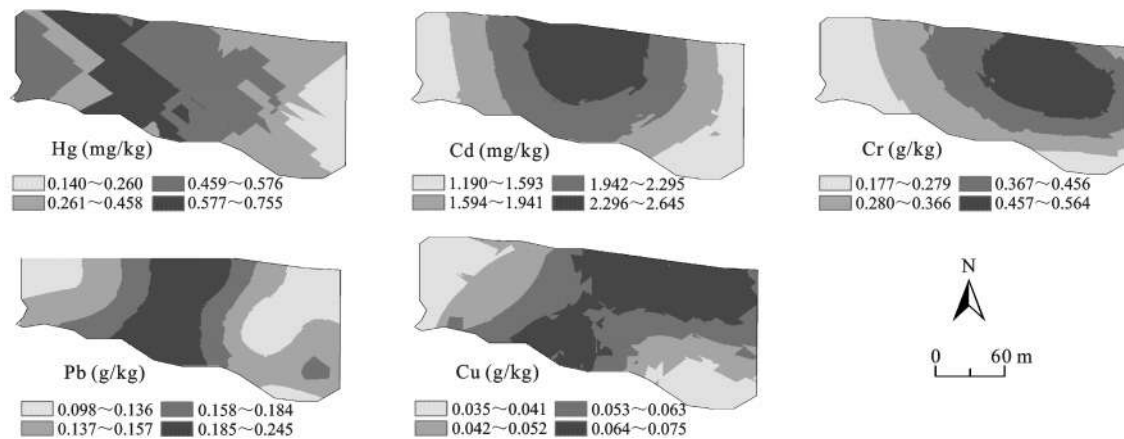 Hg (mg/kg)
0.140～0.260 0.459～0.576
0.261～0.458 0.577～0.755
Cd (mg/kg)
1.190～1.593 1.942～2.295
1.594～1.941 2.296～2.645
Cr (g/kg)
0.177～0.279 0.367～0.456
0.280～0.366 0.457～0.564
Pb (g/kg)
0.098～0.136 0.158～0.184
0.137～0.157 0.185～0.245
Cu (g/kg)
0.035～0.041 0.053～0.063
0.042～0.052 0.064～0.075
N
0 60 m